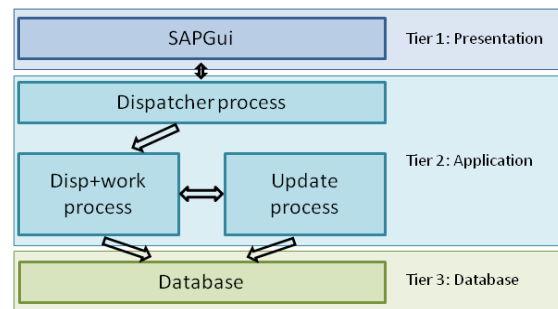 SAPGui
Tier 1: Presentation
Dispatcher process
Disp+work
process
Update
process
Tier 2: Application
Database
Tier 3: Database